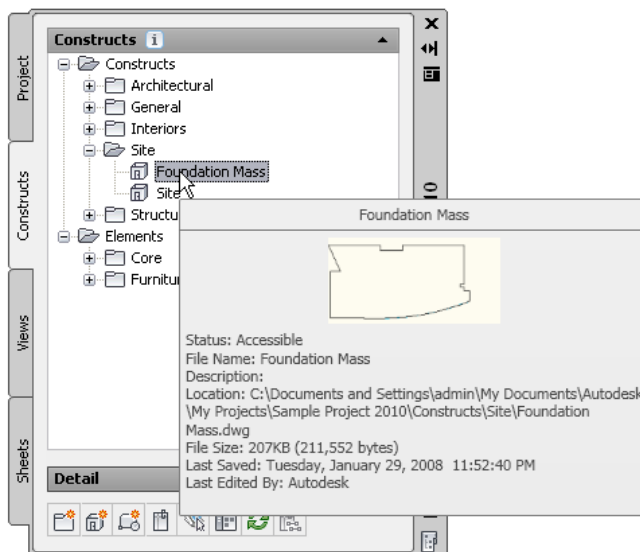 Constructs
Constructs
Architectural
General
Interiors
Site
Foundation Mass
Site
Structu
Elements
Core
Furnitur
Project
Constructs
Views
Sheets
10
Foundation Mass
Status: Accessible
File Name: Foundation Mass
Description:
Location: C:\Documents and Settings\admin\My Documents\Autodesk
\My Projects\Sample Project 2010\Constructs\Site\Foundation
Mass.dwg
File Size: 207KB (211,552 bytes)
Last Saved: Tuesday, January 29, 2008 11:52:40 PM
Last Edited By: Autodesk
Detail